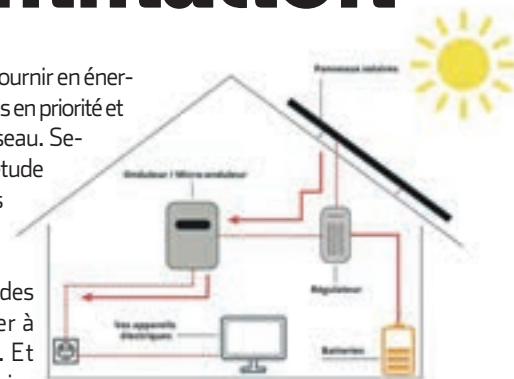 ournir en éner-
s en priorité et
seau. Se-
tude
s
des
er à
. Et
Panneaux solaires
Onduleur / Micro-onduleur
Régulateur
Vos appareils
électriques
Batteries